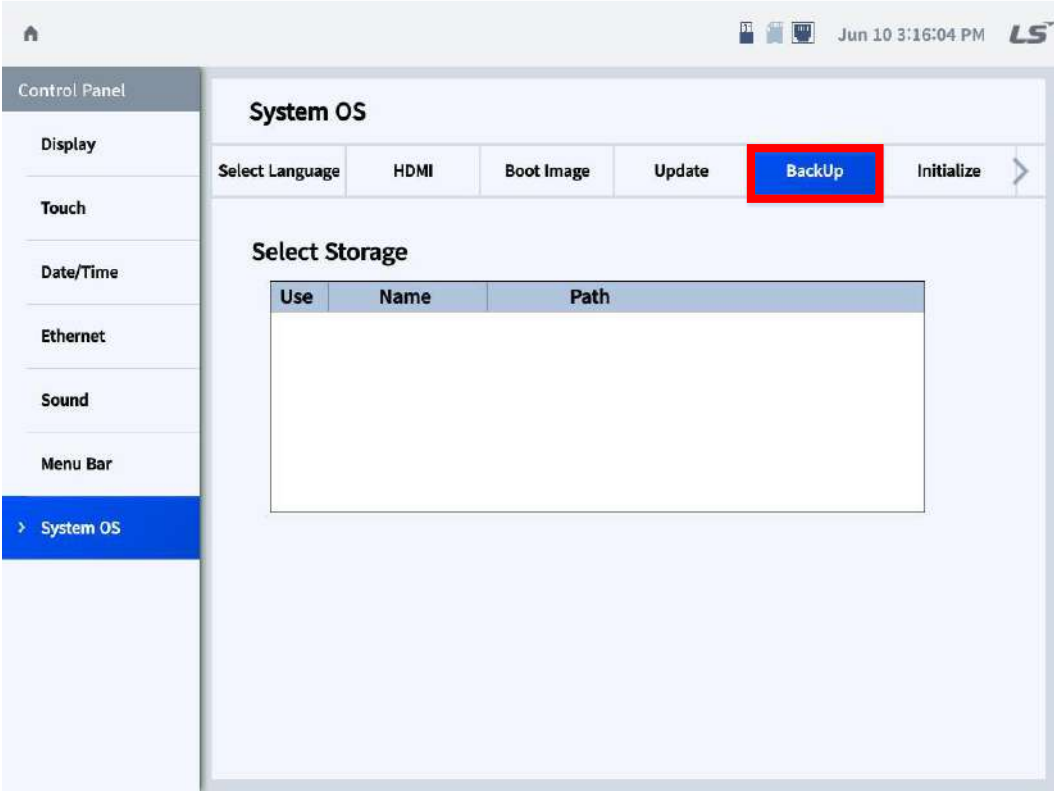 Jun 10 3:16:04 PM LS
Control Panel
Display
Touch
Date/Time
Ethernet
Sound
Menu Bar
> System OS
System OS
Select Language HDMI Boot Image Update BackUp Initialize >
Select Storage
Use Name Path